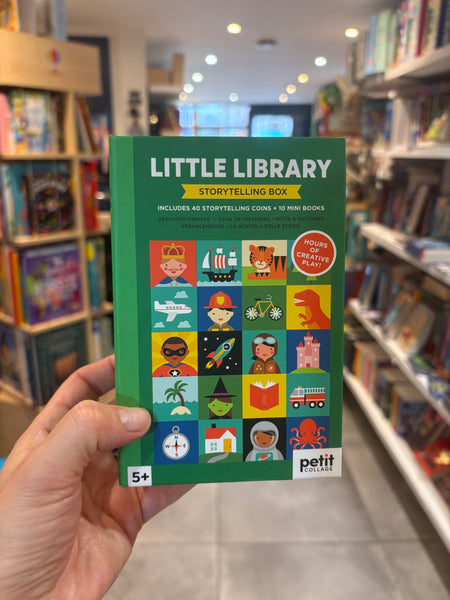 LITTLE LIBRARY
STORYTELLING BOX
INCLUDES 40 STORYTELLING COINS + 10 MINI BOOKS
GESCHICHTENKISTE • CAJA DE HISTORIAS • BOÎTE À HISTOIRES
VERHALENDOOS • LA SCATOLA DELLE STORIE
HOURS OF
CREATIVE
PLAY!
5+
petit
COLLAGE